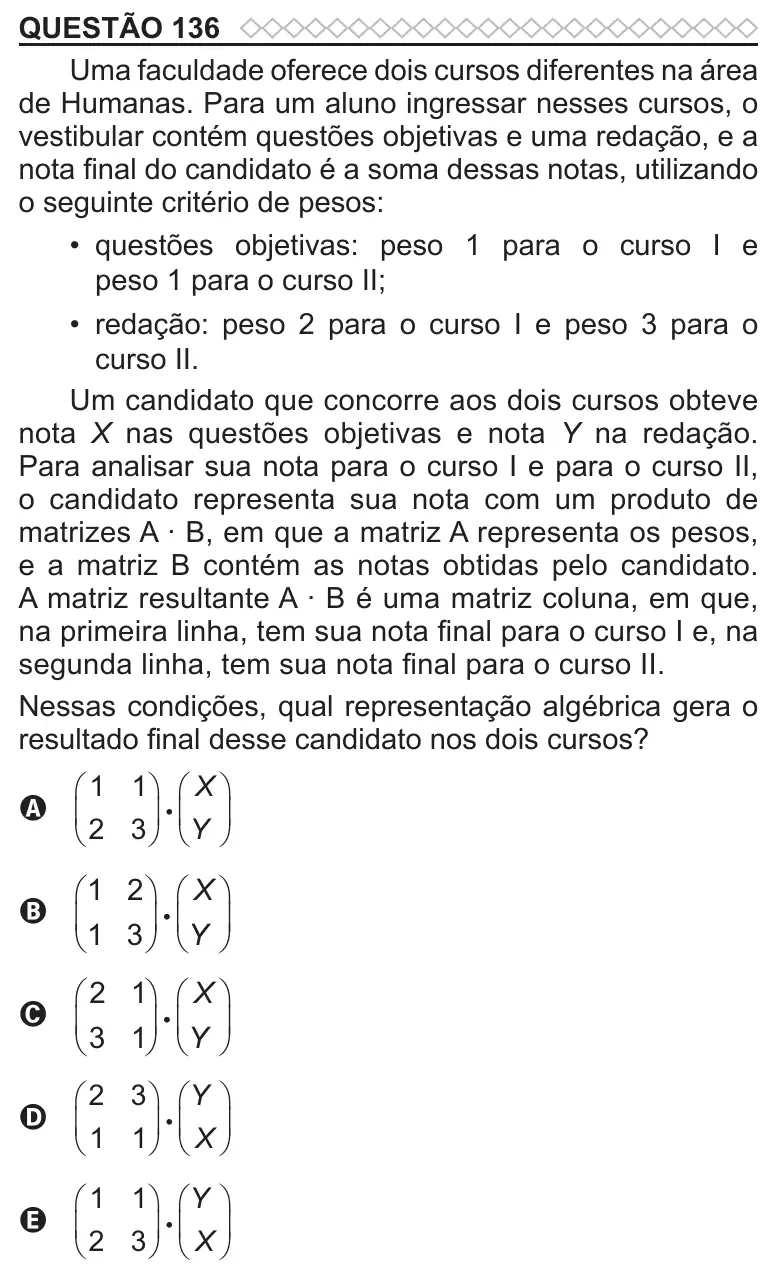 QUESTÃO 136
Uma faculdade oferece dois cursos diferentes na área
de Humanas. Para um aluno ingressar nesses cursos, o
vestibular contém questões objetivas e uma redação, e a
nota final do candidato é a soma dessas notas, utilizando
o seguinte critério de pesos:
• questões objetivas: peso 1 para o curso I e
peso 1 para o curso II;
• redação: peso 2 para o curso I e peso 3 para o
curso II.
Um candidato que concorre aos dois cursos obteve
nota X nas questões objetivas e nota Y na redação.
Para analisar sua nota para o curso I e para o curso II,
o candidato representa sua nota com um produto de
matrizes A · B, em que a matriz A representa os pesos,
e a matriz B contém as notas obtidas pelo candidato.
A matriz resultante A · B é uma matriz coluna, em que,
na primeira linha, tem sua nota final para o curso I e, na
segunda linha, tem sua nota final para o curso II.
Nessas condições, qual representação algébrica gera o
resultado final desse candidato nos dois cursos?
A
1 1 X
· 
2 3 Y
B
1 2 X
· 
1 3 Y
C
2 1 X
· 
3 1 Y
D
2 3 Y
· 
1 1 X
E
1 1 Y
· 
2 3 X